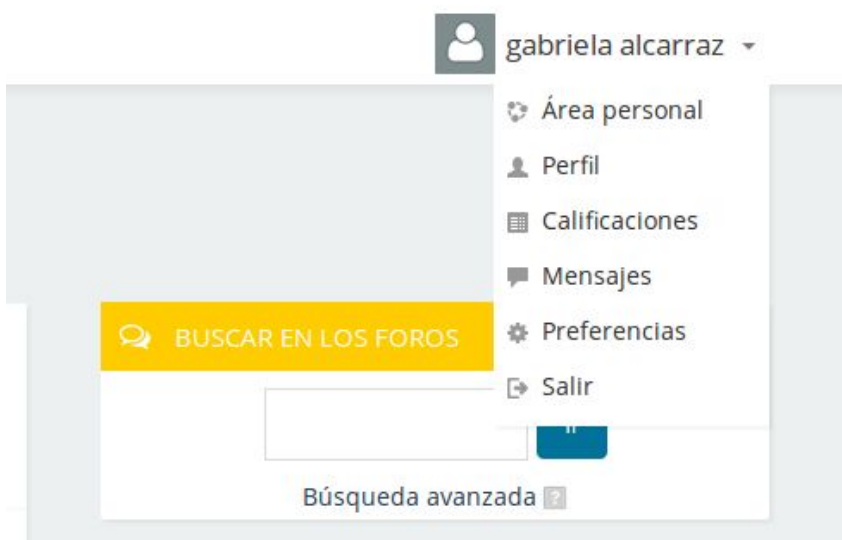 gabriela alcarraz
Área personal
Perfil
Calificaciones
Mensajes
Preferencias
Salir
BUSCAR EN LOS FOROS
Búsqueda avanzada
?